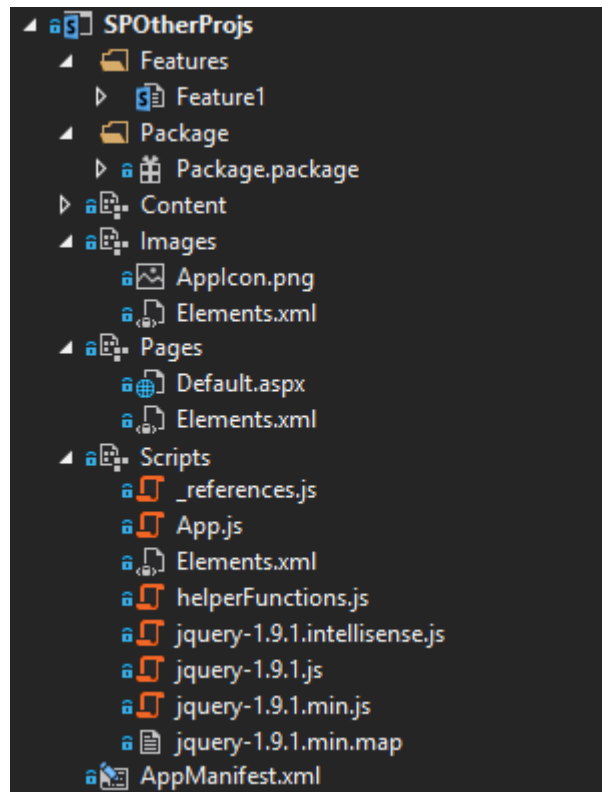 SPOtherProjs
Features
Feature1
Package
Package.package
Content
Images
AppIcon.png
Elements.xml
Pages
Default.aspx
Elements.xml
Scripts
_references.js
App.js
Elements.xml
helperFunctions.js
jquery-1.9.1.intellisense.js
jquery-1.9.1.js
jquery-1.9.1.min.js
jquery-1.9.1.min.map
AppManifest.xml